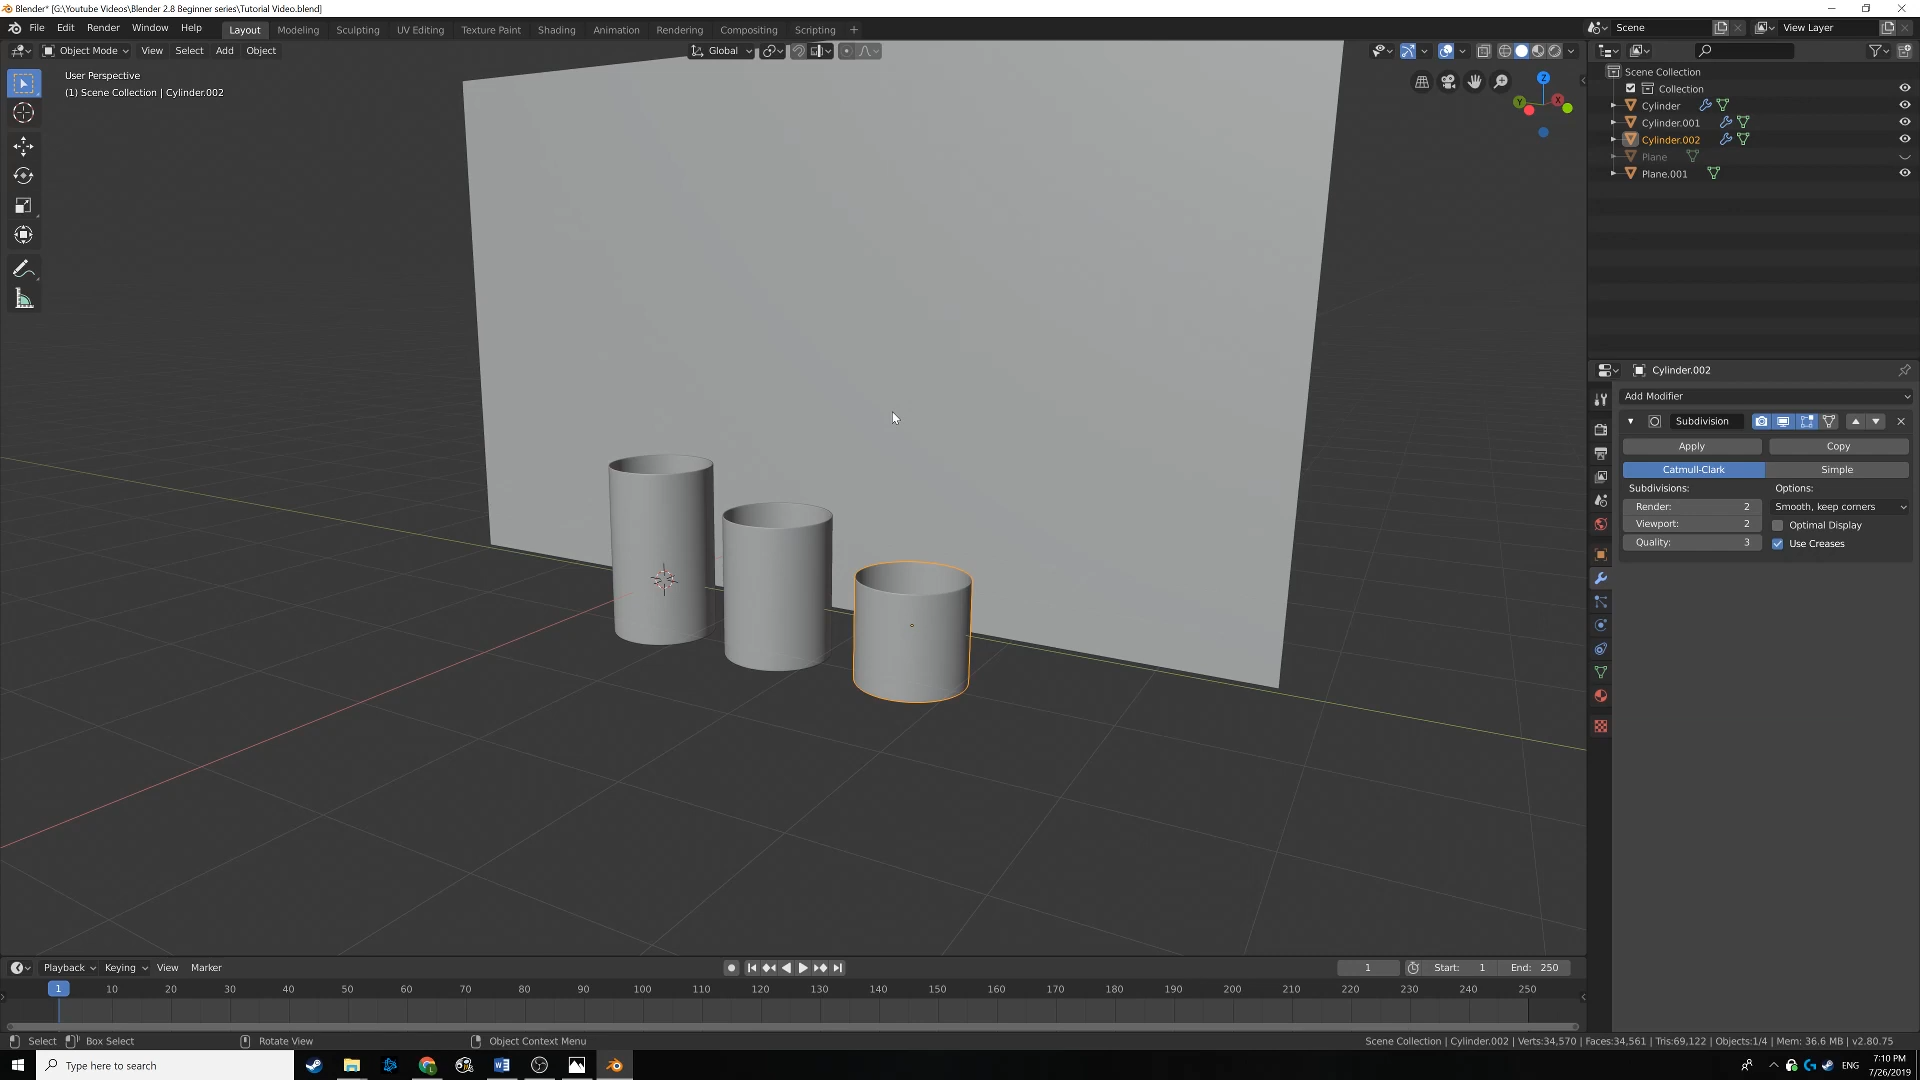 Blender* [G:\Youtube Videos\Blender 2.8 Beginner series\Tutorial Video.blend]
File Edit Render Window Help Layout Modeling Sculpting UV Editing Texture Paint Shading Animation Rendering Compositing Scripting + Scene View Layer
Object Mode View Select Add Object Global
User Perspective
(1) Scene Collection | Cylinder.002
Z
Y
X
Scene Collection
Collection
Cylinder
Cylinder.001
Cylinder.002
Plane
Plane.001
Cylinder.002
Add Modifier
Subdivision
Apply Copy
Catmull-Clark Simple
Subdivisions: Options:
Render: 2 Smooth, keep corners
Viewport: 2 Optimal Display
Quality: 3 Use Creases
Playback Keying View Marker 1 Start: 1 End: 250
1 10 20 30 40 50 60 70 80 90 100 110 120 130 140 150 160 170 180 190 200 210 220 230 240 250
Select Box Select Rotate View Object Context Menu Scene Collection | Cylinder.002 | Verts:34,570 | Faces:34,561 | Tris:69,122 | Objects:1/4 | Mem: 36.6 MB | v2.80.75
Type here to search ENG 7:10 PM
7/26/2019